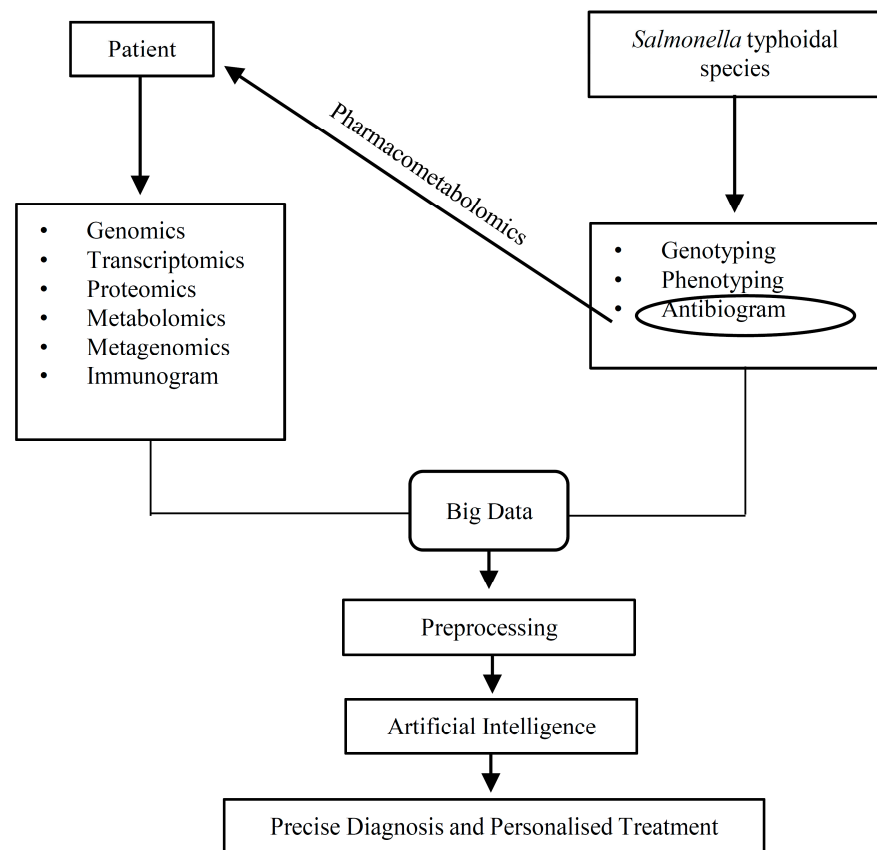 Patient
Salmonella typhoidal
species
Pharmacometabolomics
• Genomics
• Transcriptomics
• Proteomics
• Metabolomics
• Metagenomics
• Immunogram
• Genotyping
• Phenotyping
• Antibiogram
Big Data
Preprocessing
Artificial Intelligence
Precise Diagnosis and Personalised Treatment